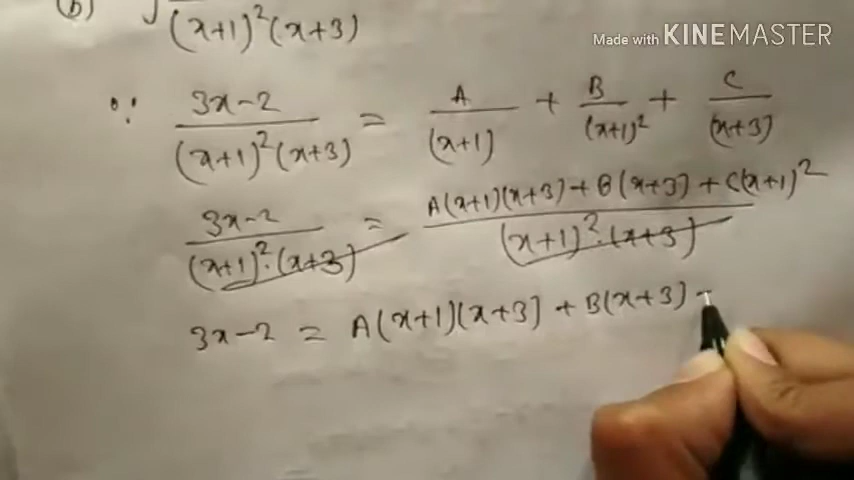 (b) ∫
(x+1)²(x+3)
Made with KINEMASTER
∵ 3x-2 / (x+1)²(x+3) = A / (x+1) + B / (x+1)² + C / (x+3)
3x-2 / (x+1)².(x+3) = A(x+1)(x+3) + B(x+3) + C(x+1)² / (x+1)².(x+3)
3x-2 = A(x+1)(x+3) + B(x+3) -